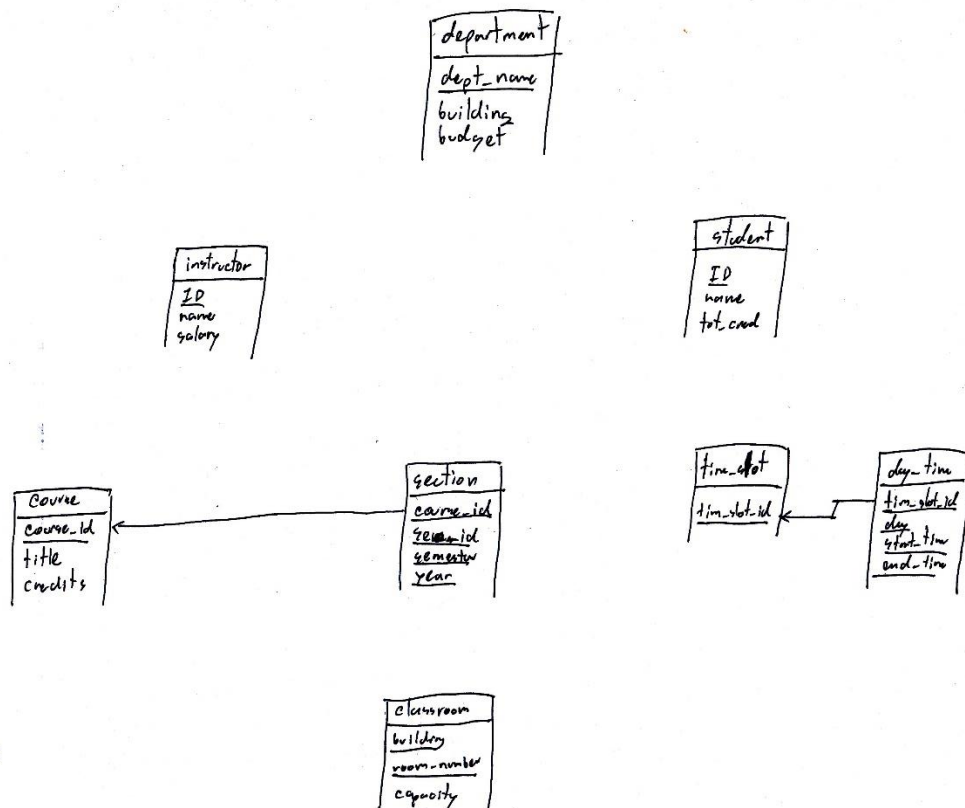 department
dept_name
building
budget
instructor
ID
name
salary
student
ID
name
tot_cred
course
course_id
title
credits
section
course_id
semester
year
time_slot
time_slot_id
day_time
time_slot_id
day
start_time
end_time
classroom
building
room_number
capacity